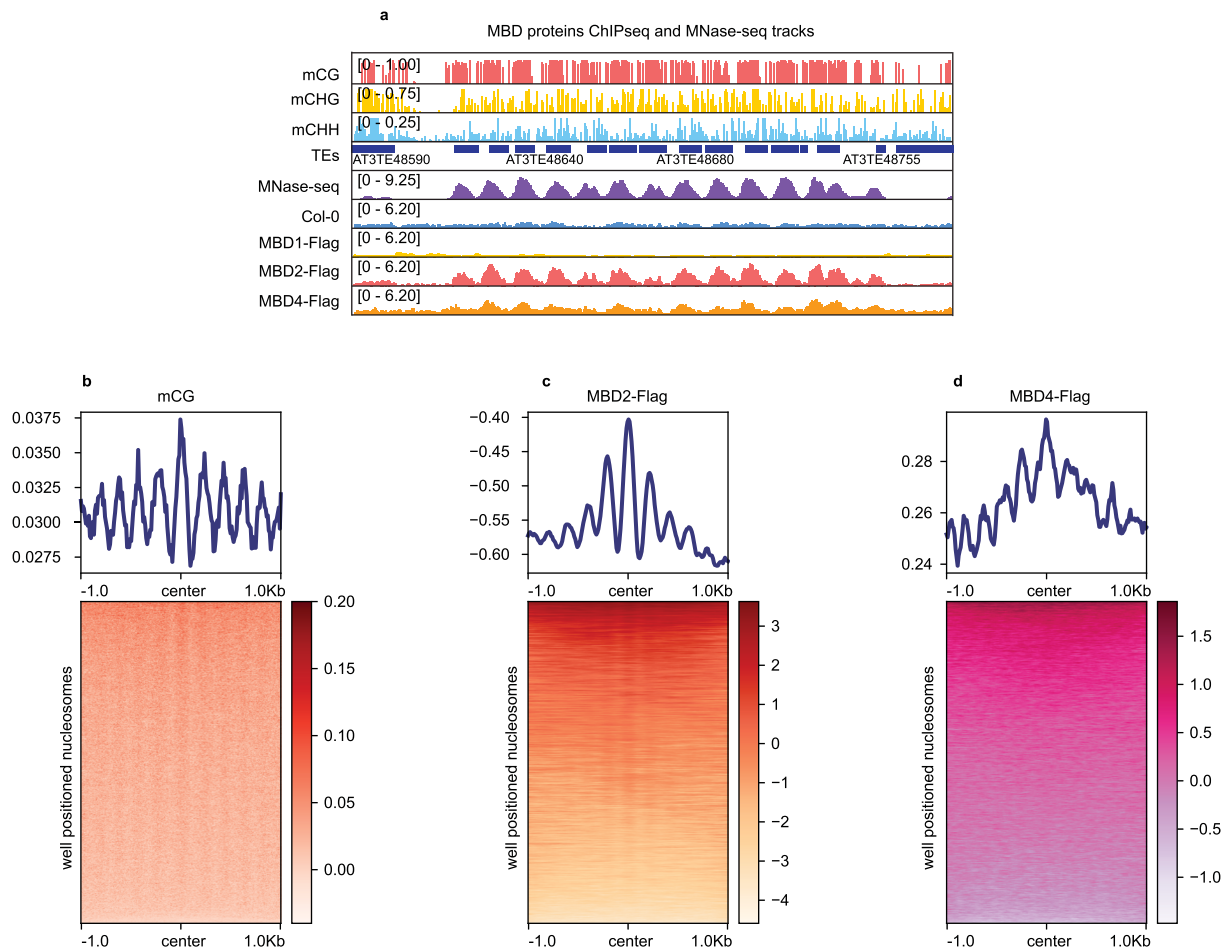 a
MBD proteins ChIPseq and MNase-seq tracks
mCG [0 - 1.00]
mCHG [0 - 0.75]
mCHH [0 - 0.25]
TEs
AT3TE48590 AT3TE48640 AT3TE48680 AT3TE48755
MNase-seq [0 - 9.25]
Col-0 [0 - 6.20]
MBD1-Flag [0 - 6.20]
MBD2-Flag [0 - 6.20]
MBD4-Flag [0 - 6.20]
b
mCG
0.0375
0.0350
0.0325
0.0300
0.0275
-1.0 center 1.0Kb
well positioned nucleosomes
0.20
0.15
0.10
0.05
0.00
-1.0 center 1.0Kb
c
MBD2-Flag
−0.40
−0.45
−0.50
−0.55
−0.60
-1.0 center 1.0Kb
well positioned nucleosomes
3
2
1
0
−1
−2
−3
−4
-1.0 center 1.0Kb
d
MBD4-Flag
0.28
0.26
0.24
-1.0 center 1.0Kb
well positioned nucleosomes
1.5
1.0
0.5
0.0
−0.5
−1.0
-1.0 center 1.0Kb